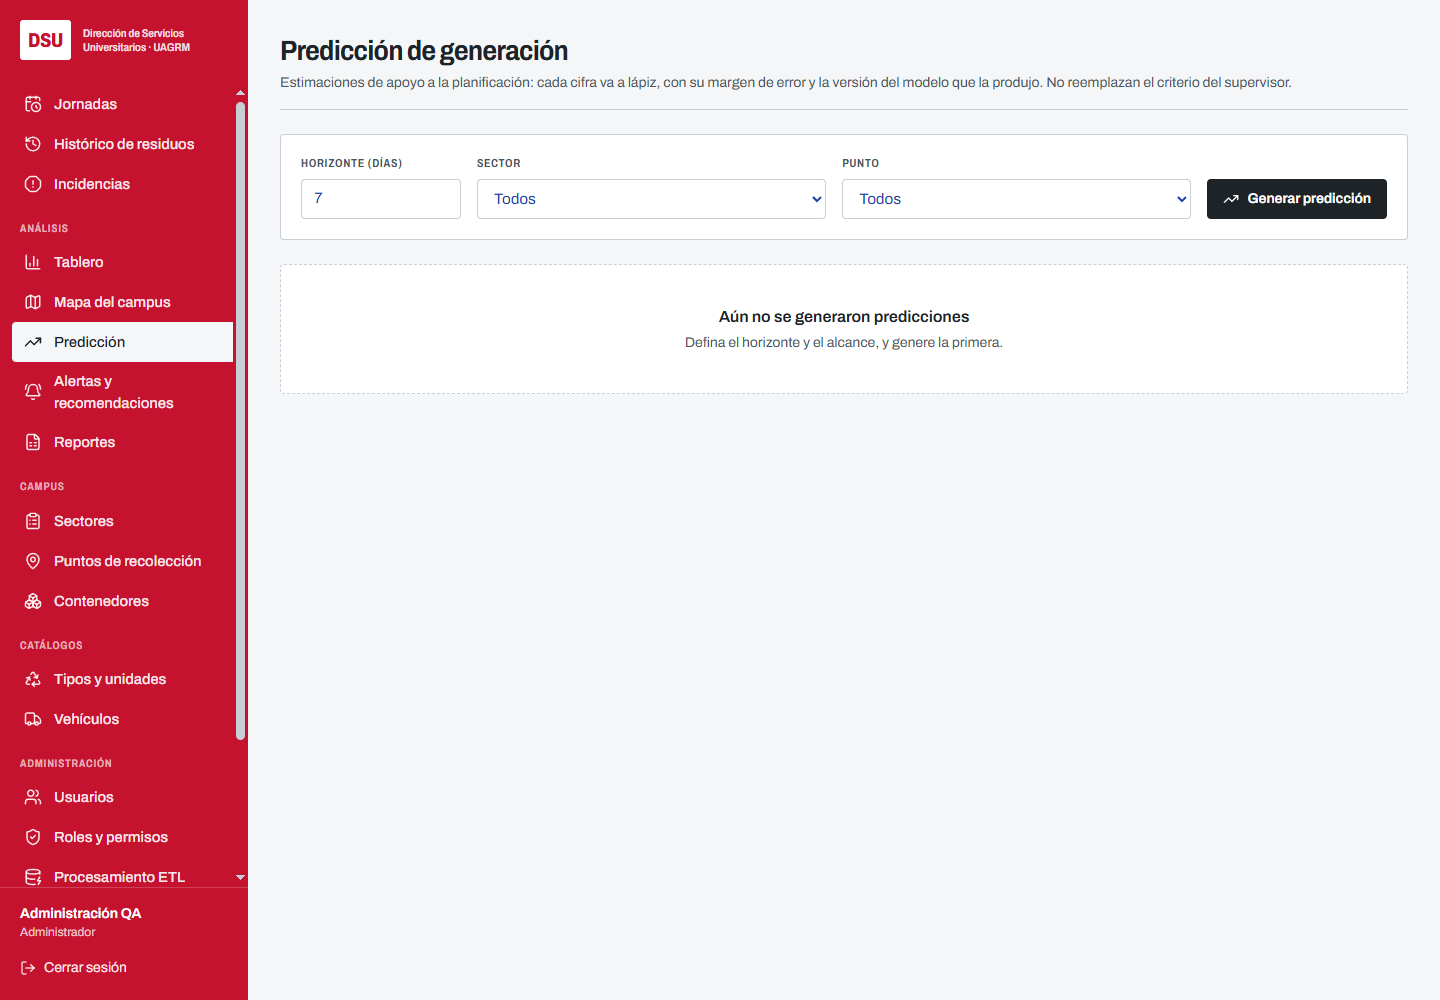 DSU
Dirección de Servicios
Universitarios · UAGRM
Jornadas
Histórico de residuos
Incidencias
ANÁLISIS
Tablero
Mapa del campus
Predicción
Alertas y
recomendaciones
Reportes
CAMPUS
Sectores
Puntos de recolección
Contenedores
CATÁLOGOS
Tipos y unidades
Vehículos
ADMINISTRACIÓN
Usuarios
Roles y permisos
Procesamiento ETL
Administración QA
Administrador
Cerrar sesión
Predicción de generación
Estimaciones de apoyo a la planificación: cada cifra va a lápiz, con su margen de error y la versión del modelo que la produjo. No reemplazan el criterio del supervisor.
HORIZONTE (DÍAS)
SECTOR
PUNTO
7
Todos
Todos
Generar predicción
Aún no se generaron predicciones
Defina el horizonte y el alcance, y genere la primera.